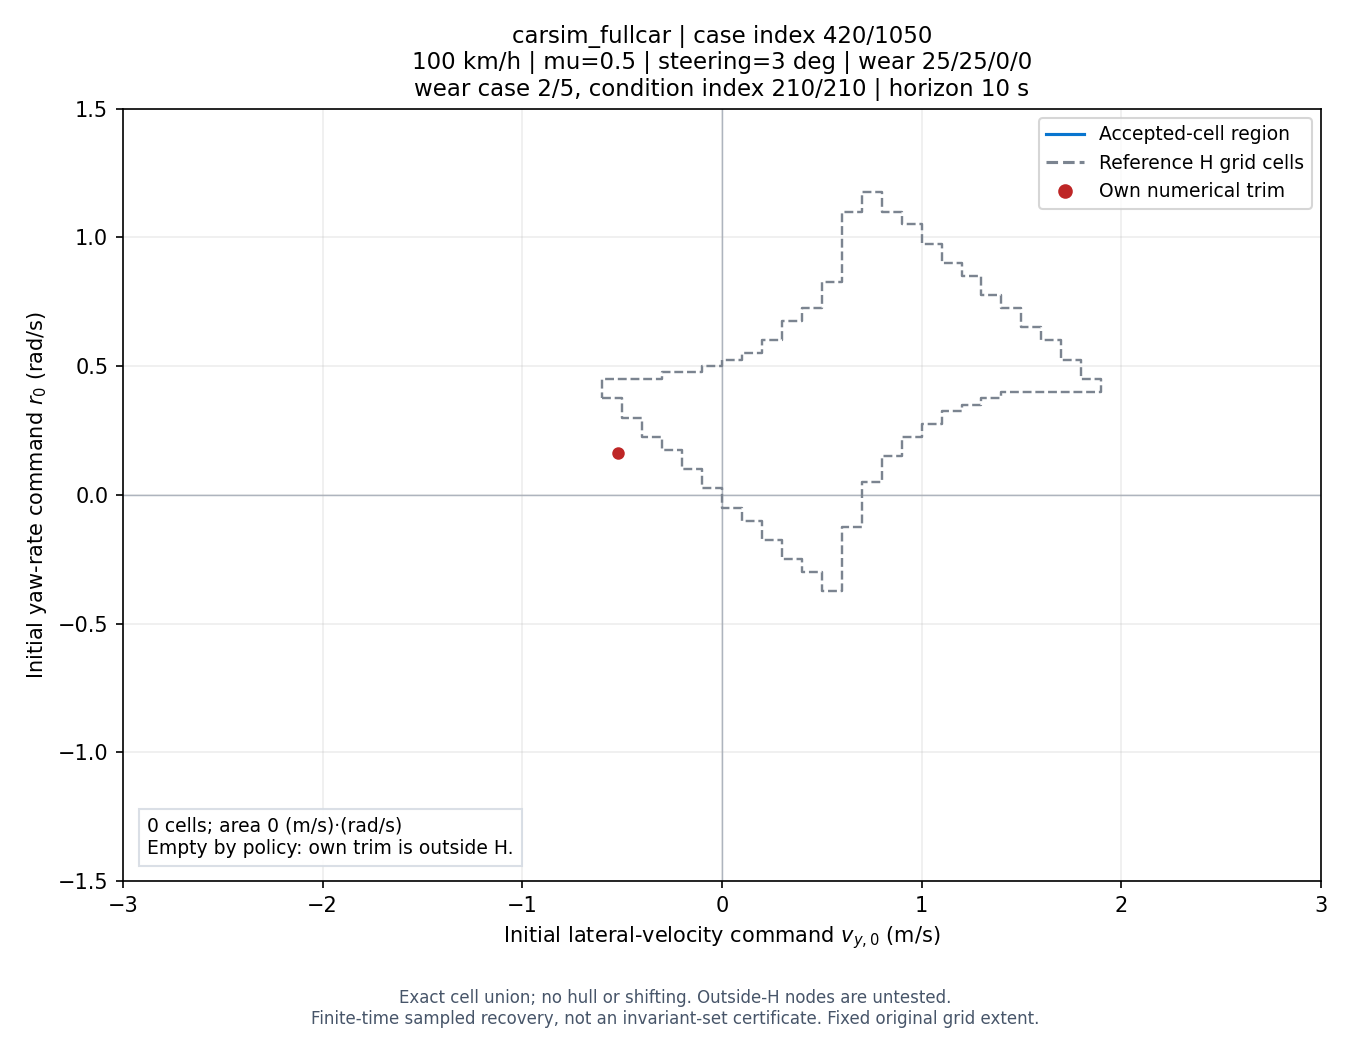 carsim_fullcar | case index 420/1050
100 km/h | mu=0.5 | steering=3 deg | wear 25/25/0/0
wear case 2/5, condition index 210/210 | horizon 10 s
Accepted-cell region
Reference H grid cells
Own numerical trim
1.5
1.0
0.5
0.0
−0.5
−1.0
−1.5
Initial yaw-rate command r0 (rad/s)
0 cells; area 0 (m/s)·(rad/s)
Empty by policy: own trim is outside H.
−3
−2
−1
0
1
2
3
Initial lateral-velocity command vy, 0 (m/s)
Exact cell union; no hull or shifting. Outside-H nodes are untested.
Finite-time sampled recovery, not an invariant-set certificate. Fixed original grid extent.